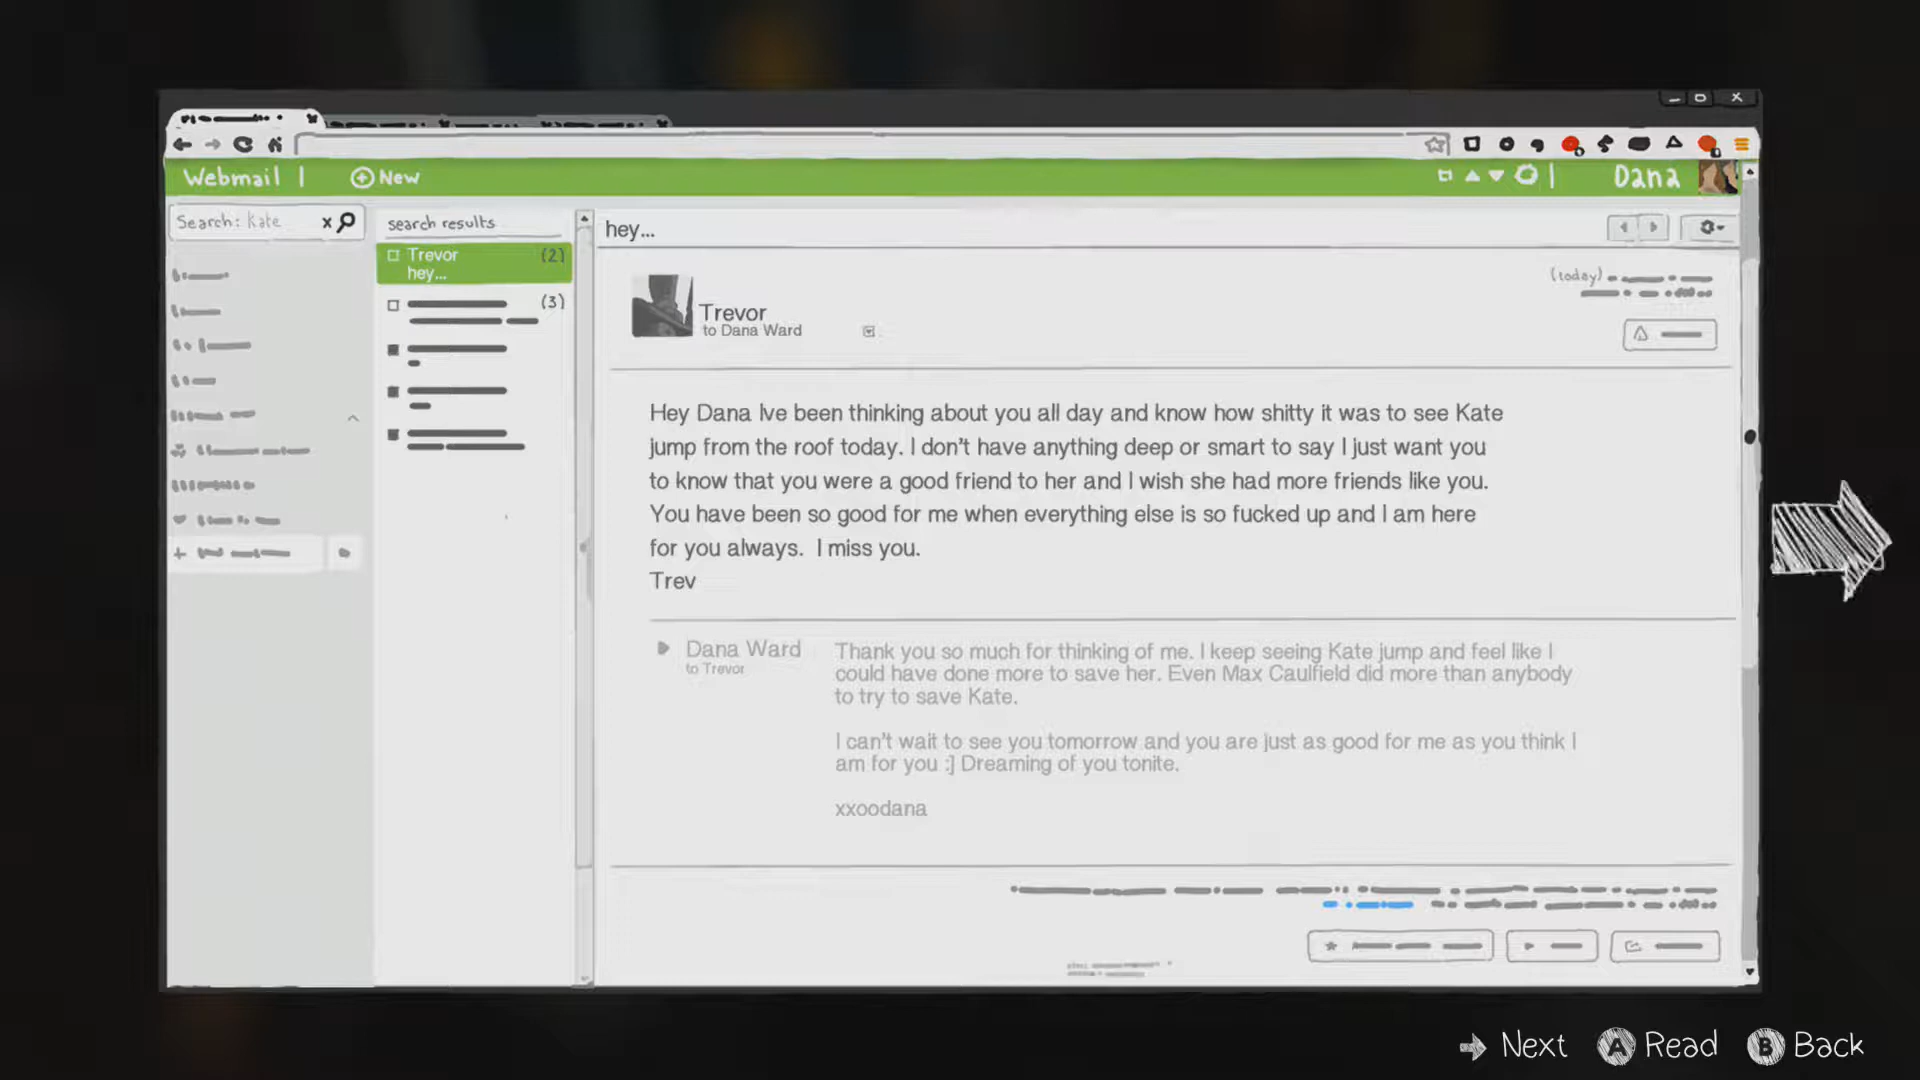 Webmail | New
Dana
Search: Kate x
search results
Trevor (2)
hey...
(3)
hey...
(today)
Trevor
to Dana Ward
Hey Dana Ive been thinking about you all day and know how shitty it was to see Kate
jump from the roof today. I don't have anything deep or smart to say I just want you
to know that you were a good friend to her and I wish she had more friends like you.
You have been so good for me when everything else is so fucked up and I am here
for you always.  I miss you.
Trev
Dana Ward
to Trevor
Thank you so much for thinking of me. I keep seeing Kate jump and feel like I
could have done more to save her. Even Max Caulfield did more than anybody
to try to save Kate.
I can't wait to see you tomorrow and you are just as good for me as you think I
am for you :] Dreaming of you tonite.
xxoodana
Next A Read B Back